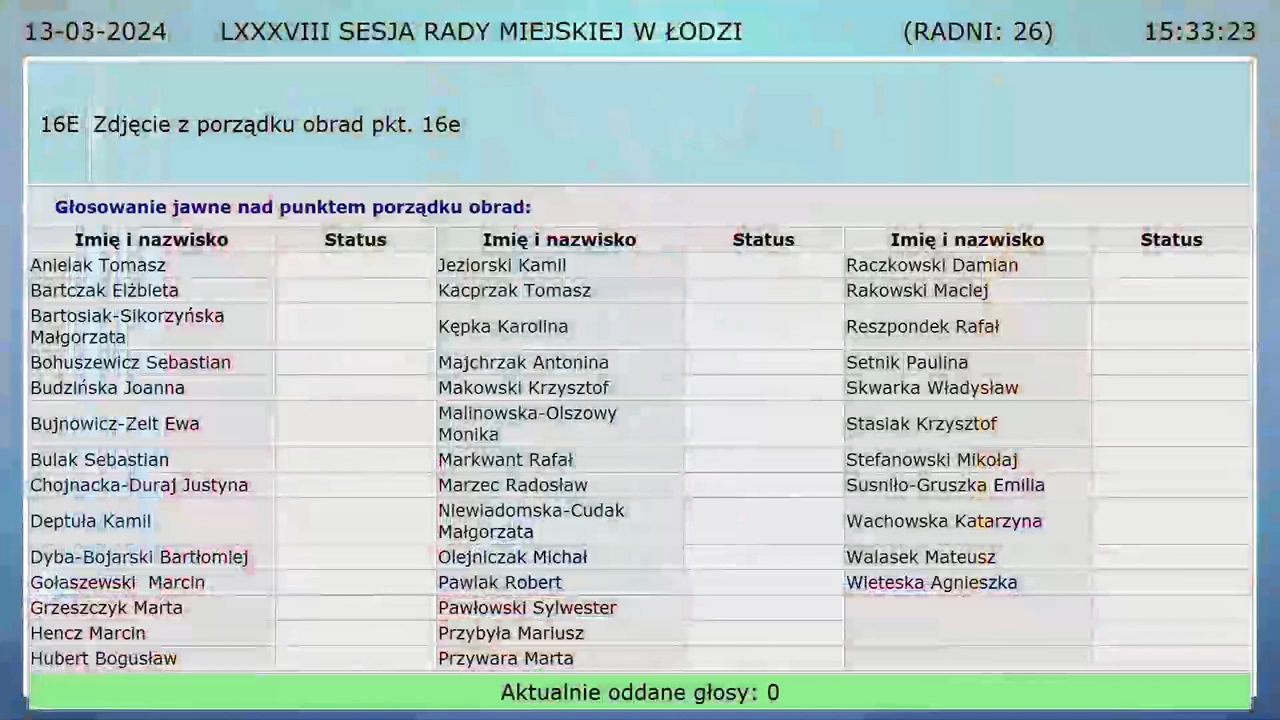 13-03-2024 LXXXVIII SESJA RADY MIEJSKIEJ W ŁODZI (RADNI: 26) 15:33:23
16E Zdjęcie z porządku obrad pkt. 16e
Głosowanie jawne nad punktem porządku obrad:
Imię i nazwisko Status Imię i nazwisko Status Imię i nazwisko Status
Anielak Tomasz Jeziorski Kamil Raczkowski Damian
Bartczak Elżbieta Kacprzak Tomasz Rakowski Maciej
Bartosiak-Sikorzyńska
Małgorzata Kępka Karolina Reszpondek Rafał
Bohuszewicz Sebastian Majchrzak Antonina Setnik Paulina
Budzińska Joanna Makowski Krzysztof Skwarka Władysław
Bujnowicz-Zelt Ewa Malinowska-Olszowy
Monika Stasiak Krzysztof
Bulak Sebastian Markwant Rafał Stefanowski Mikołaj
Chojnacka-Duraj Justyna Marzec Radosław Susniło-Gruszka Emilia
Deptuła Kamil Niewiadomska-Cudak
Małgorzata Wachowska Katarzyna
Dyba-Bojarski Bartłomiej Olejniczak Michał Walasek Mateusz
Gołaszewski Marcin Pawlak Robert Wieteska Agnieszka
Grzeszczyk Marta Pawłowski Sylwester
Hencz Marcin Przybyła Mariusz
Hubert Bogusław Przywara Marta
Aktualnie oddane głosy: 0